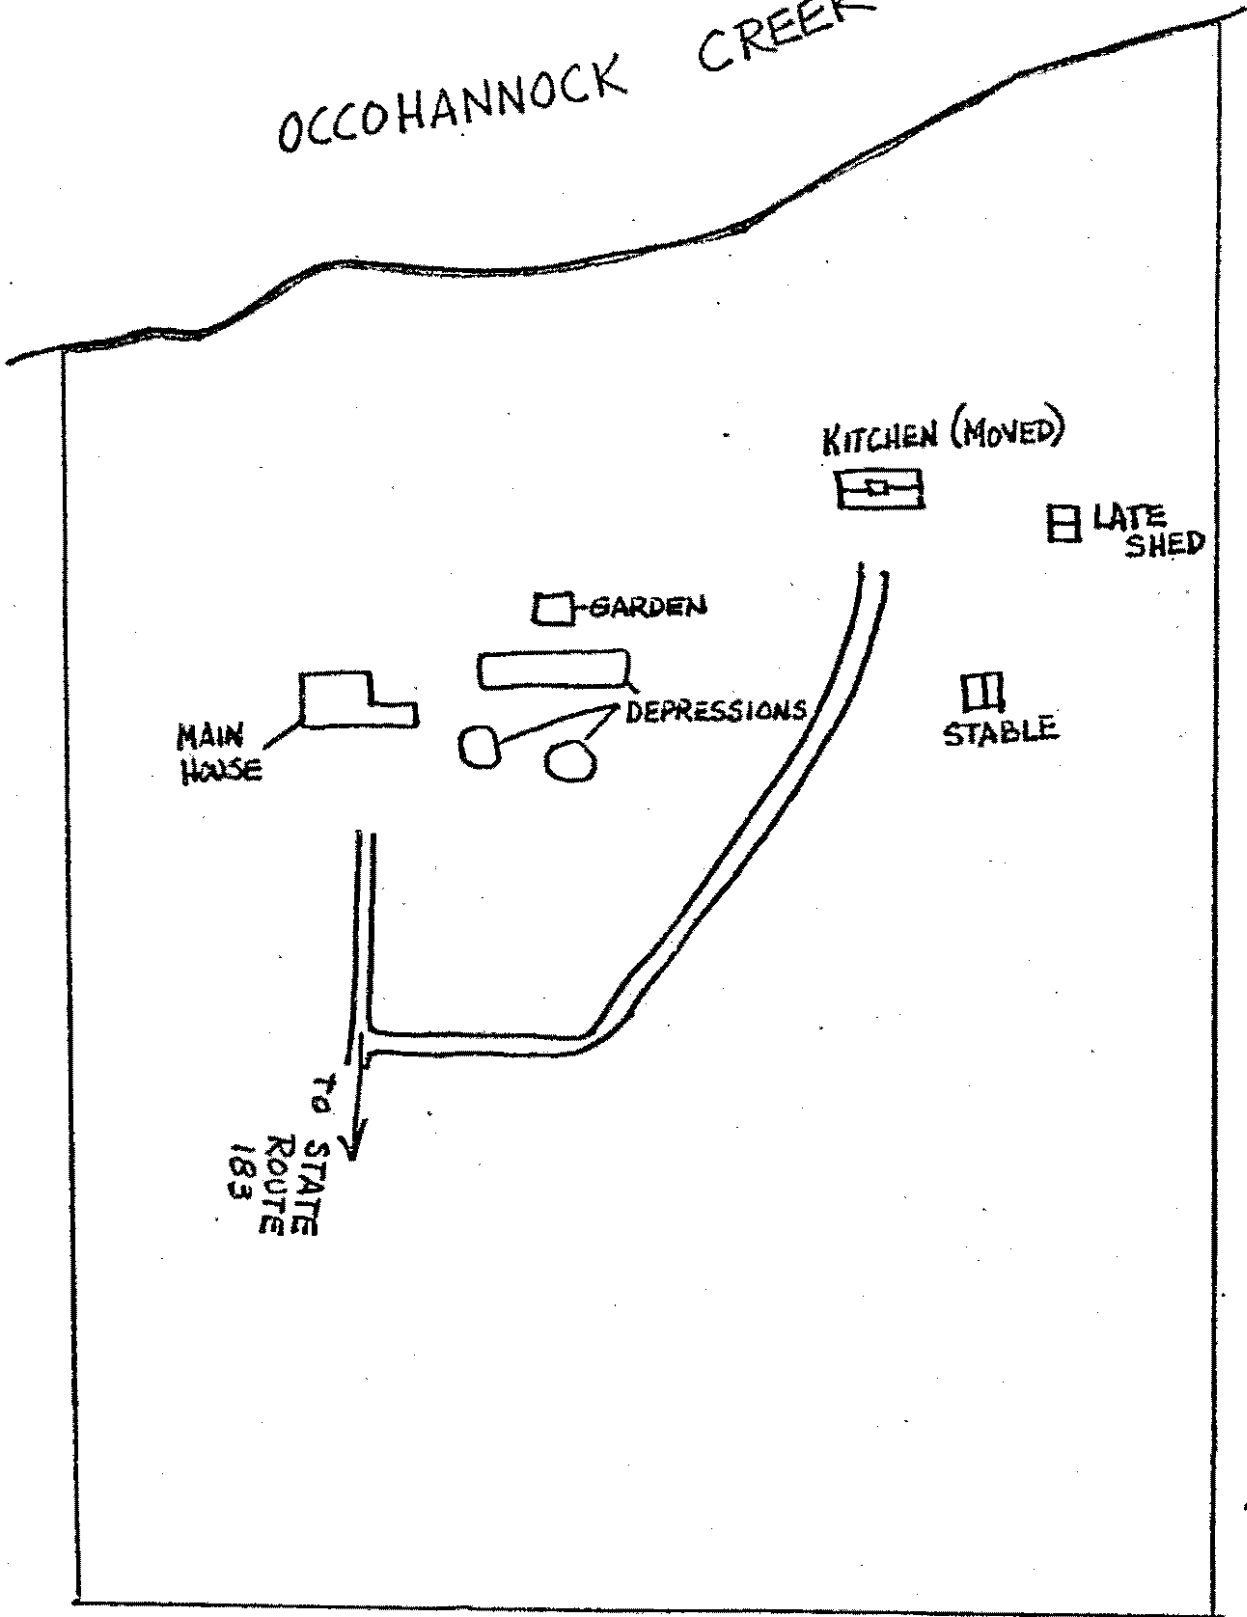 OCCOHANNOCK CREEK
KITCHEN (MOVED)
LATE
SHED
GARDEN
DEPRESSIONS
MAIN
HOUSE
STABLE
TO STATE
ROUTE
183